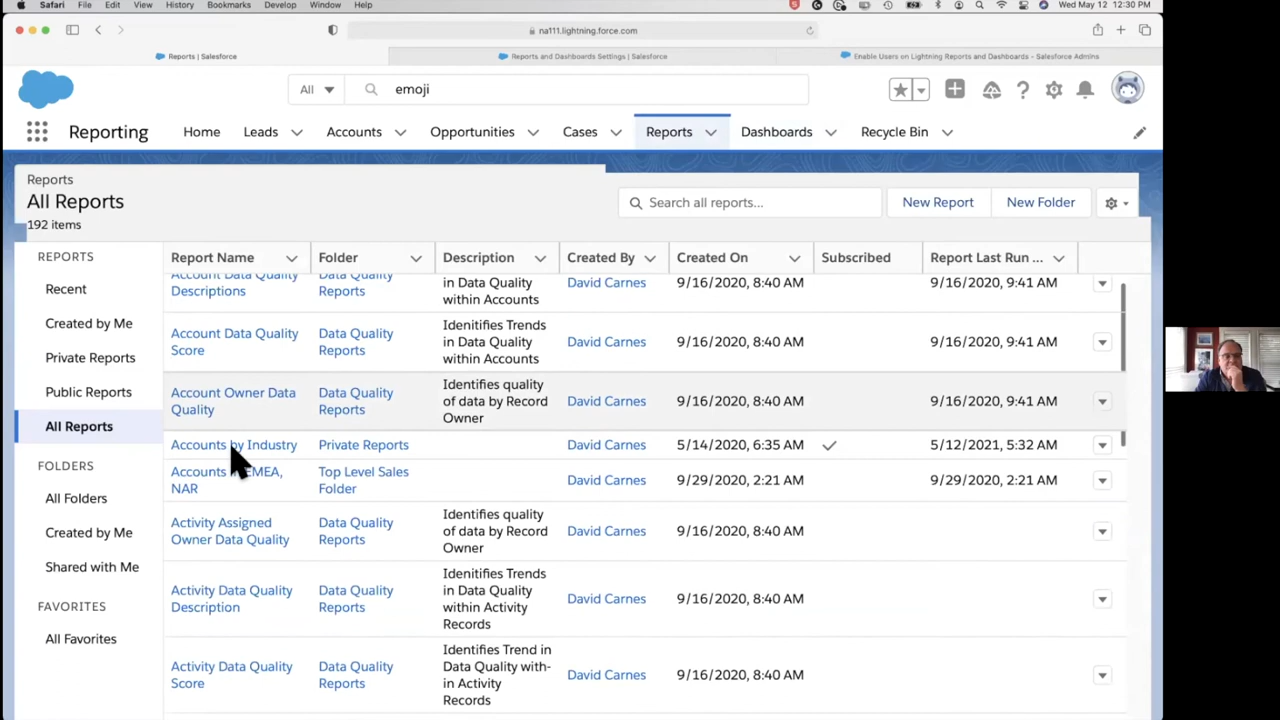 Safari File Edit View History Bookmarks Develop Window Help Wed May 12 12:30 PM
na111.lightning.force.com
Reports | Salesforce Reports and Dashboards Settings | Salesforce Enable Users on Lightning Reports and Dashboards - Salesforce Admins
All emoji
Reporting Home Leads Accounts Opportunities Cases Reports Dashboards Recycle Bin
Reports
All Reports
192 items
Search all reports... New Report New Folder
REPORTS
Recent
Created by Me
Private Reports
Public Reports
All Reports
FOLDERS
All Folders
Created by Me
Shared with Me
FAVORITES
All Favorites
Report Name Folder Description Created By Created On Subscribed Report Last Run ...
Account Data Quality Data Quality in Data Quality David Carnes 9/16/2020, 8:40 AM 9/16/2020, 9:41 AM
Descriptions Reports within Accounts
Idenitifies Trends
Account Data Quality Data Quality in Data Quality David Carnes 9/16/2020, 8:40 AM 9/16/2020, 9:41 AM
Score Reports within Accounts
Identifies quality
Account Owner Data Data Quality of data by Record David Carnes 9/16/2020, 8:40 AM 9/16/2020, 9:41 AM
Quality Reports Owner
Accounts by Industry Private Reports David Carnes 5/14/2020, 6:35 AM 5/12/2021, 5:32 AM
Accounts EMEA, Top Level Sales David Carnes 9/29/2020, 2:21 AM 9/29/2020, 2:21 AM
NAR Folder
Identifies quality
Activity Assigned Data Quality of data by Record David Carnes 9/16/2020, 8:40 AM
Owner Data Quality Reports Owner
Idenitifies Trends
Activity Data Quality Data Quality in Data Quality David Carnes 9/16/2020, 8:40 AM
Description Reports within Activity
Records
Identifies Trend in
Activity Data Quality Data Quality Data Quality with- David Carnes 9/16/2020, 8:40 AM
Score Reports in Activity
Records